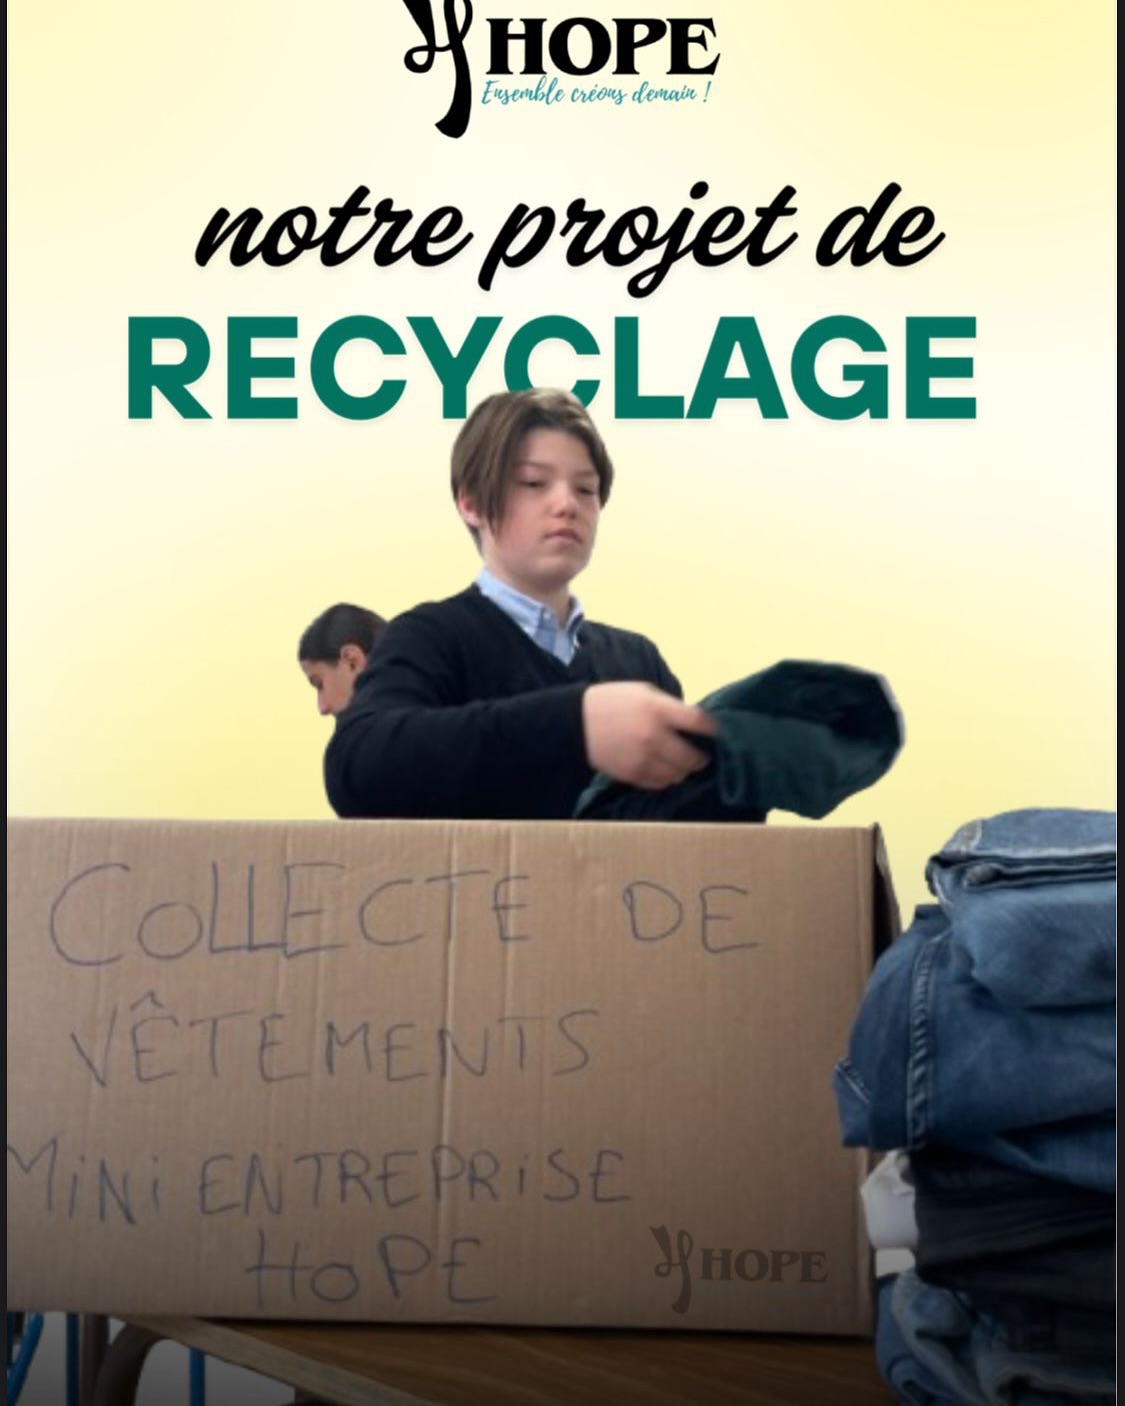 HOPE
Ensemble créons demain !
notre projet de
RECYCLAGE
COLLECTE DE
VÊTEMENTS
MiNi ENTREPRiSE
HoPE
HOPE